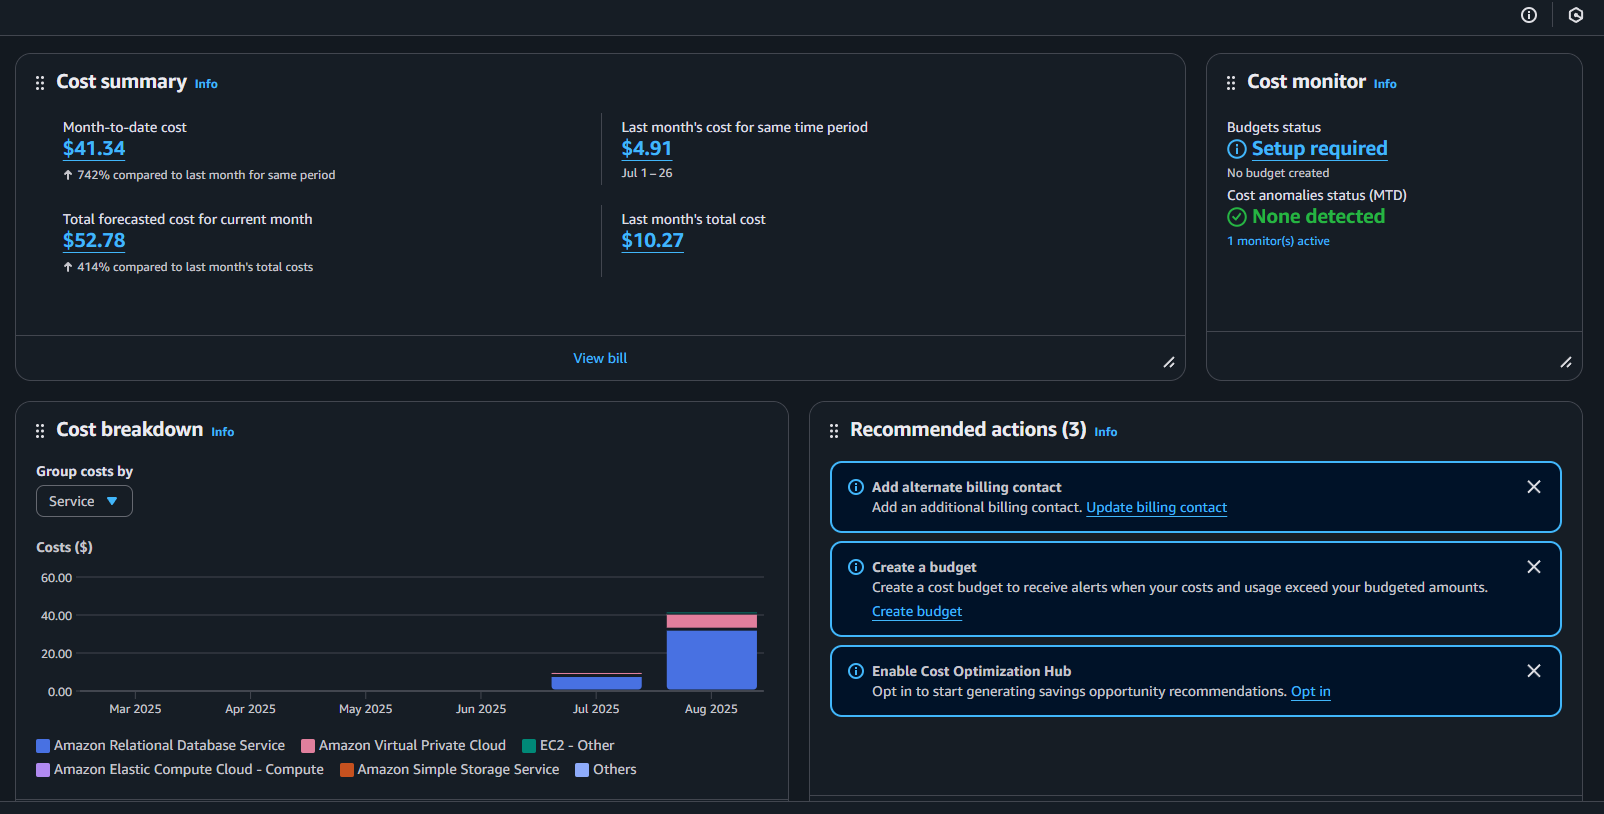 Cost summary Info
Month-to-date cost
$41.34
↑ 742% compared to last month for same period
Last month's cost for same time period
$4.91
Jul 1 – 26
Total forecasted cost for current month
$52.78
↑ 414% compared to last month's total costs
Last month's total cost
$10.27
View bill
Cost monitor Info
Budgets status
Setup required
No budget created
Cost anomalies status (MTD)
None detected
1 monitor(s) active
Cost breakdown Info
Group costs by
Service
Costs ($)
60.00
40.00
20.00
0.00
Mar 2025 Apr 2025 May 2025 Jun 2025 Jul 2025 Aug 2025
Amazon Relational Database Service Amazon Virtual Private Cloud EC2 - Other
Amazon Elastic Compute Cloud - Compute Amazon Simple Storage Service Others
Recommended actions (3) Info
Add alternate billing contact
Add an additional billing contact. Update billing contact
Create a budget
Create a cost budget to receive alerts when your costs and usage exceed your budgeted amounts.
Create budget
Enable Cost Optimization Hub
Opt in to start generating savings opportunity recommendations. Opt in